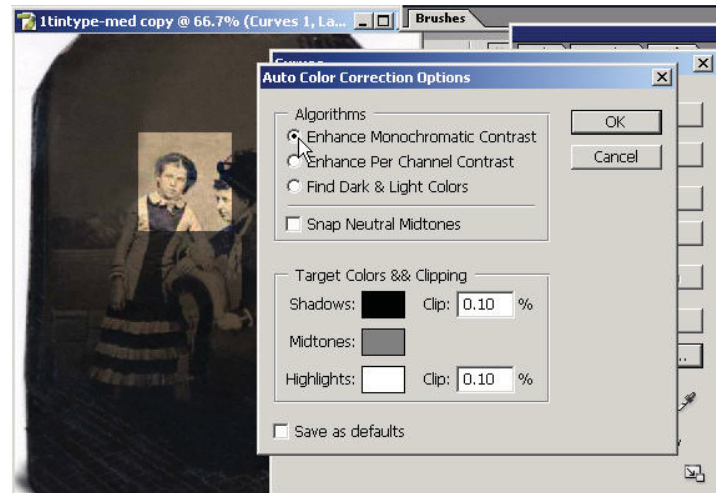 1tintype-med copy @ 66.7% (Curves 1, La...
Brushes
Auto Color Correction Options
Algorithms
Enhance Monochromatic Contrast
Enhance Per Channel Contrast
Find Dark & Light Colors
Snap Neutral Midtones
OK
Cancel
Target Colors && Clipping
Shadows: Clip: 0.10 %
Midtones:
Highlights: Clip: 0.10 %
Save as defaults